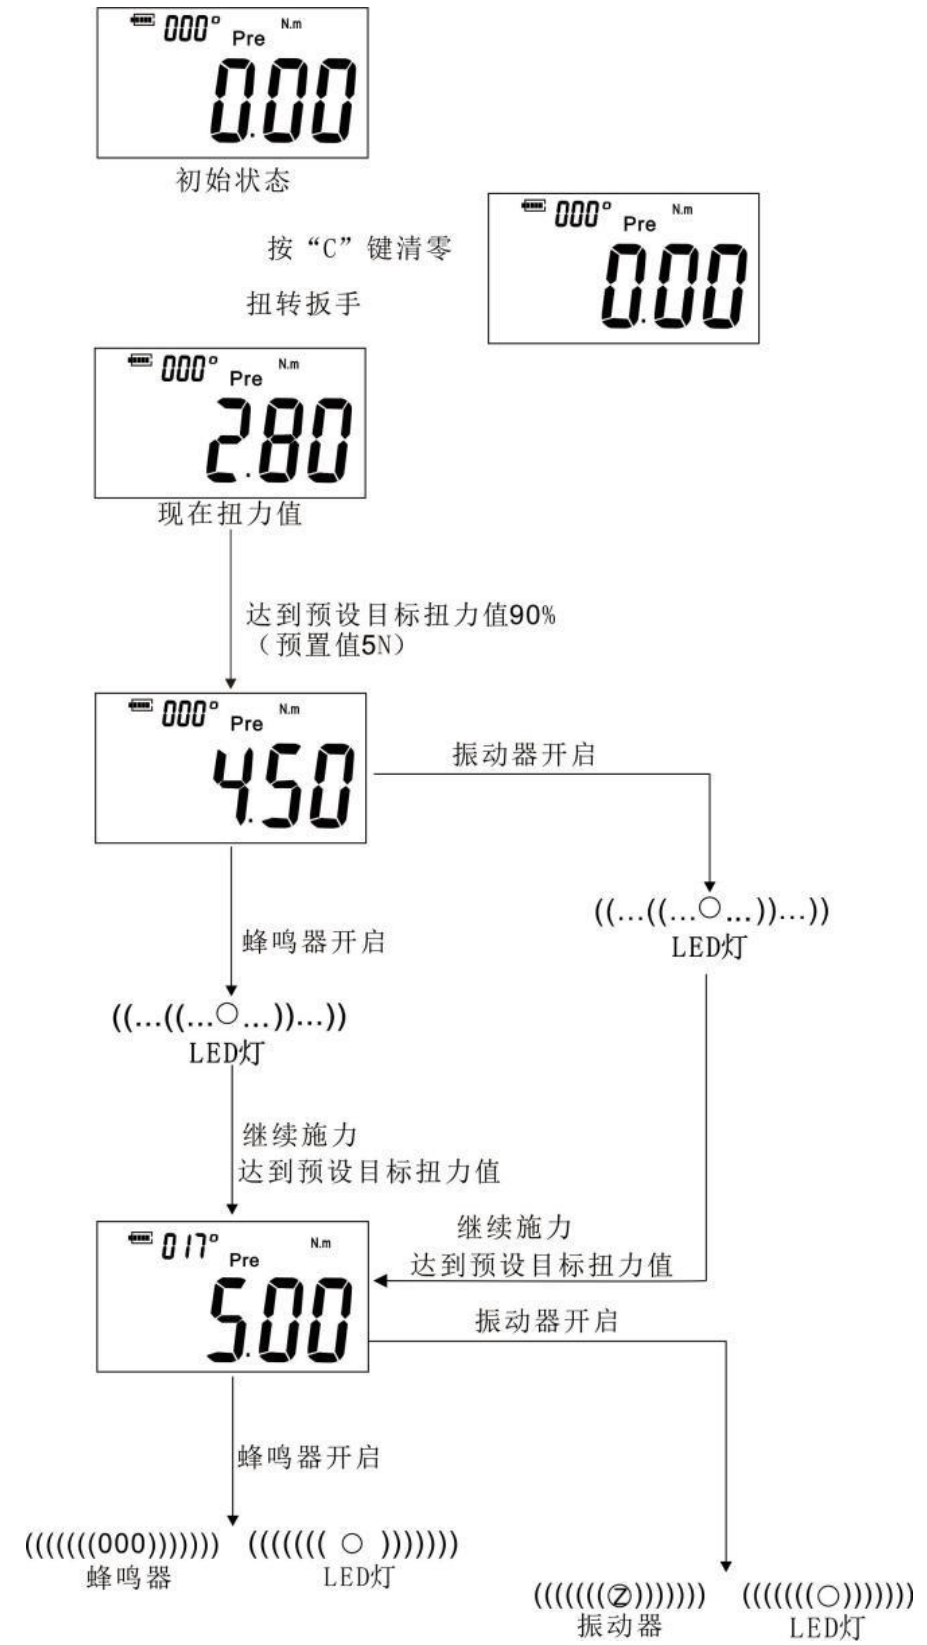 000° Pre N.m
0.00
初始状态
000° Pre N.m
0.00
按“C”键清零
扭转扳手
000° Pre N.m
2.80
现在扭力值
达到预设目标扭力值90%
（预置值5N）
000° Pre N.m
4.50
振动器开启
((...((...○...))...))
LED灯
蜂鸣器开启
((...((...○...))...))
LED灯
继续施力
达到预设目标扭力值
继续施力
达到预设目标扭力值
017° Pre N.m
5.00
振动器开启
蜂鸣器开启
(((((((000))))))) ((((((( ○ )))))))
蜂鸣器 LED灯
(((((((Ⓩ))))))) (((((((○)))))))
振动器 LED灯